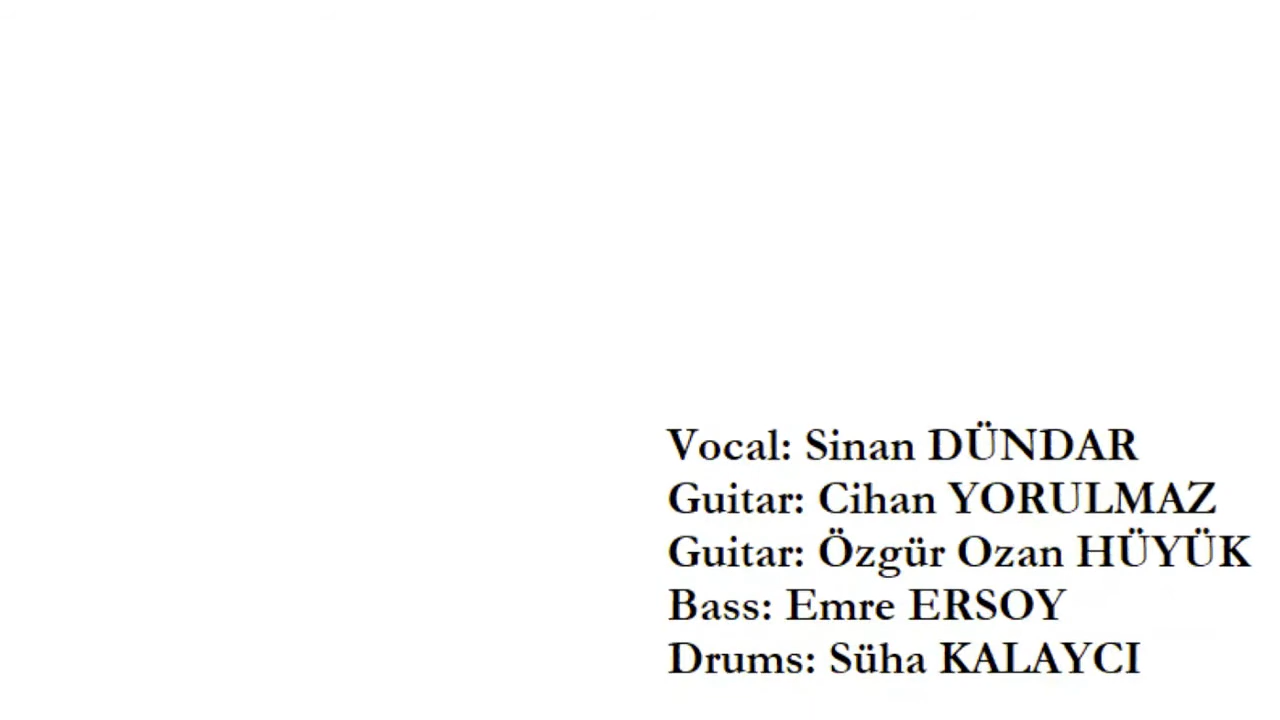 Vocal: Sinan DÜNDAR
Guitar: Cihan YORULMAZ
Guitar: Özgür Ozan HÜYÜK
Bass: Emre ERSOY
Drums: Süha KALAYCI